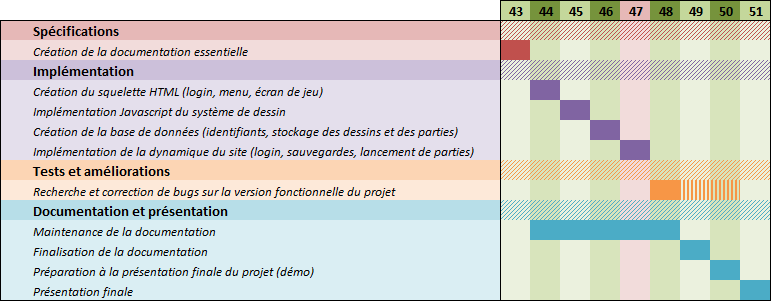 43 44 45 46 47 48 49 50 51
Spécifications
Création de la documentation essentielle
Implémentation
Création du squelette HTML (login, menu, écran de jeu)
Implémentation Javascript du système de dessin
Création de la base de données (identifiants, stockage des dessins et des parties)
Implémentation de la dynamique du site (login, sauvegardes, lancement de parties)
Tests et améliorations
Recherche et correction de bugs sur la version fonctionnelle du projet
Documentation et présentation
Maintenance de la documentation
Finalisation de la documentation
Préparation à la présentation finale du projet (démo)
Présentation finale